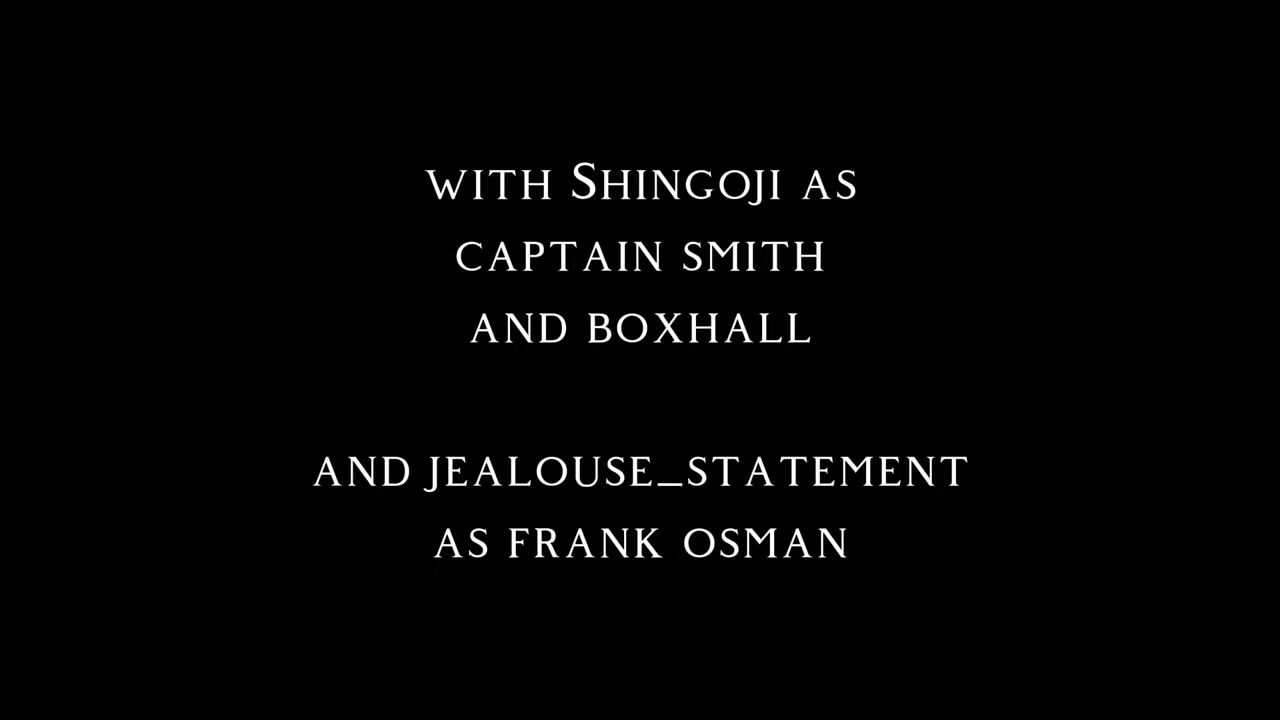 WITH SHINGOJI AS
CAPTAIN SMITH
AND BOXHALL
AND JEALOUSE_STATEMENT
AS FRANK OSMAN